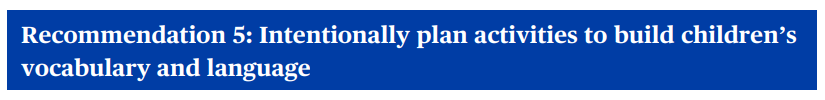 Recommendation 5: Intentionally plan activities to build children’s
vocabulary and language